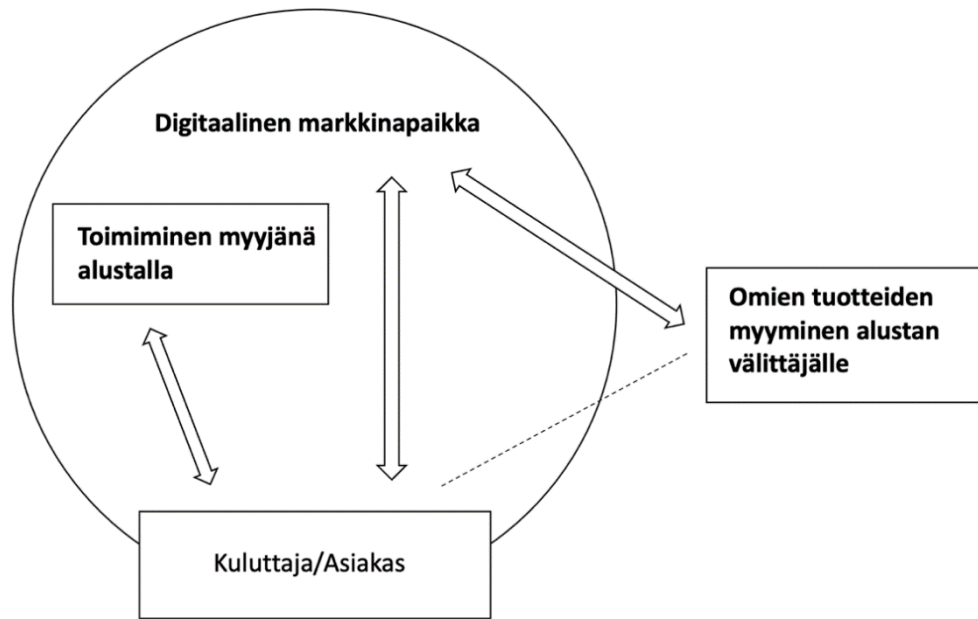 Digitaalinen markkinapaikka
Toimiminen myyjänä
alustalla
Omien tuotteiden
myyminen alustan
välittäjälle
Kuluttaja/Asiakas